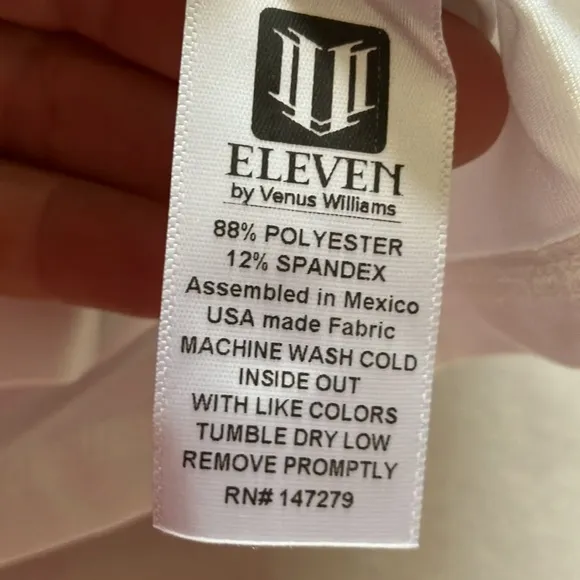 ELEVEN
by Venus Williams
88% POLYESTER
12% SPANDEX
Assembled in Mexico
USA made Fabric
MACHINE WASH COLD
INSIDE OUT
WITH LIKE COLORS
TUMBLE DRY LOW
REMOVE PROMPTLY
RN# 147279